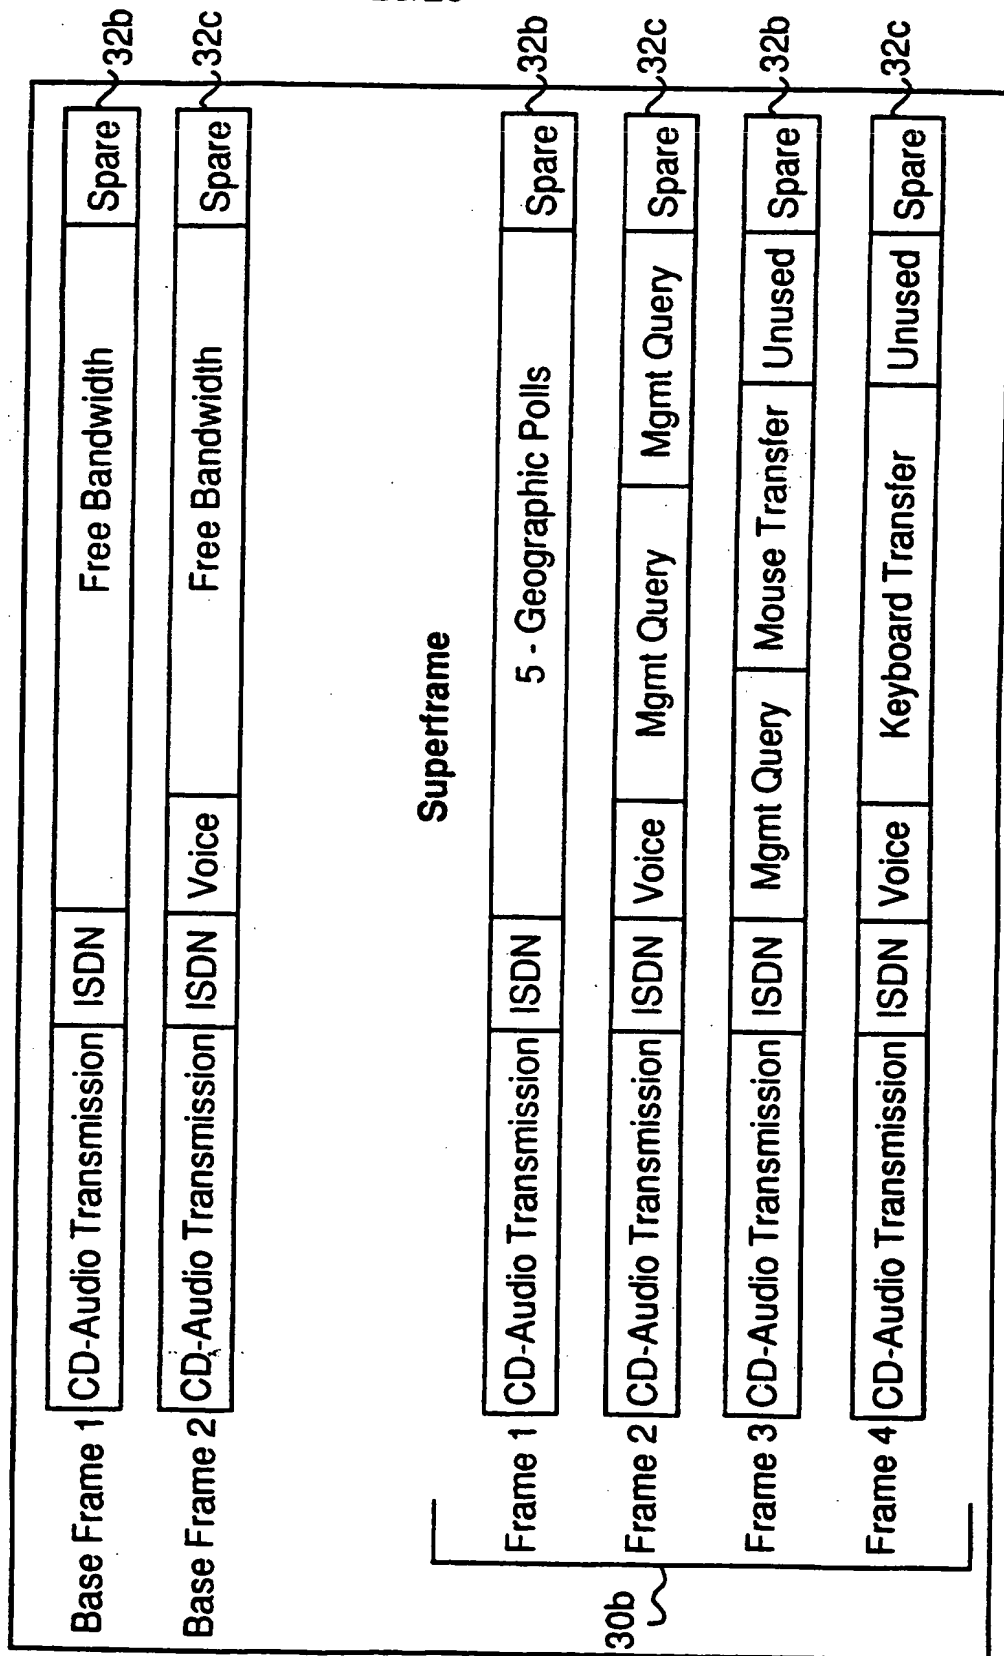 Base Frame 1 CD-Audio Transmission ISDN Free Bandwidth Spare 32b
Base Frame 2 CD-Audio Transmission ISDN Voice Free Bandwidth Spare 32c
Superframe
30b
Frame 1 CD-Audio Transmission ISDN 5 - Geographic Polls Spare 32b
Frame 2 CD-Audio Transmission ISDN Voice Mgmt Query Mgmt Query Spare 32c
Frame 3 CD-Audio Transmission ISDN Mgmt Query Mouse Transfer Unused Spare 32b
Frame 4 CD-Audio Transmission ISDN Voice Keyboard Transfer Unused Spare 32c